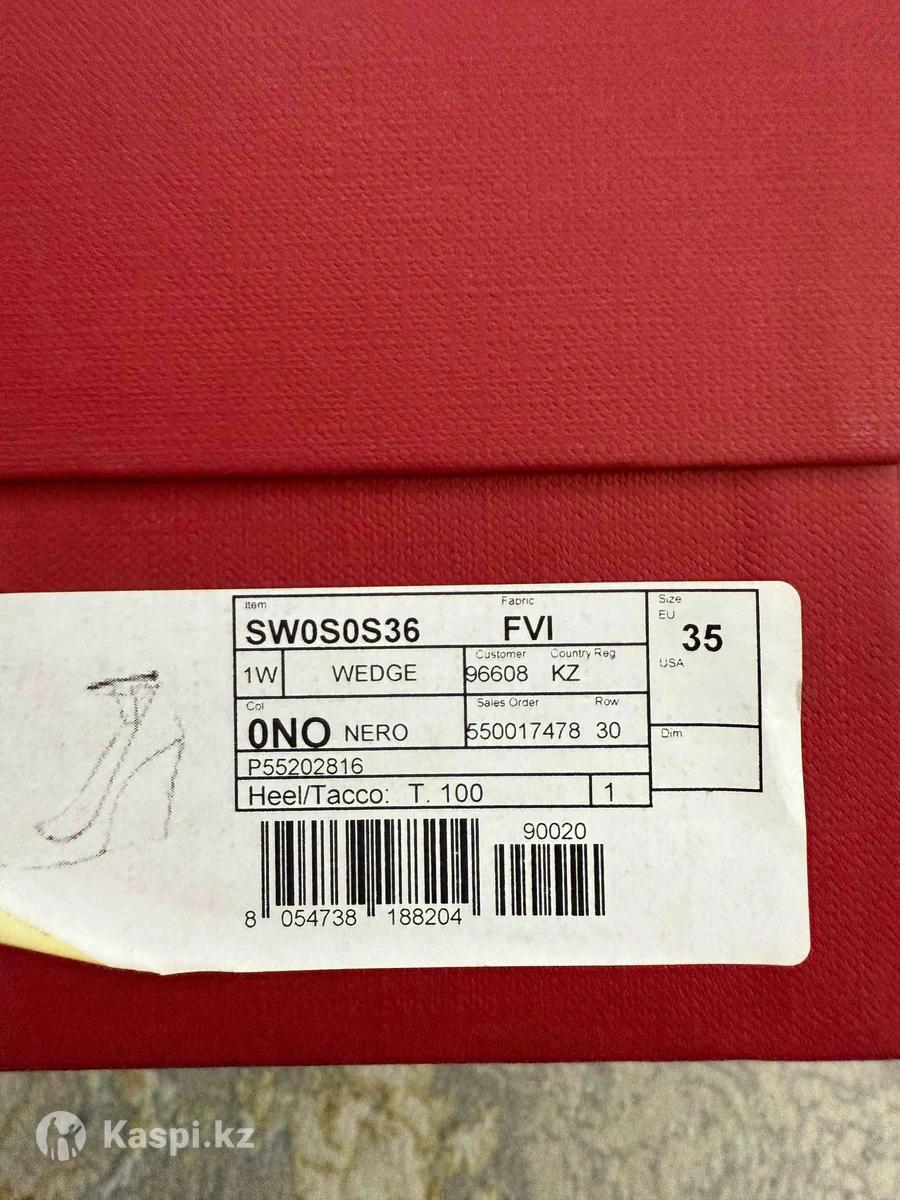 Item Fabric
SW0S0S36 FVI
Size
EU
35
USA
1W WEDGE
Customer Country Reg
96608 KZ
Col
0NO NERO
Sales Order Row
550017478 30
Dim
P55202816
Heel/Tacco: T. 100 1
90020
8 054738 188204
Kaspi.kz